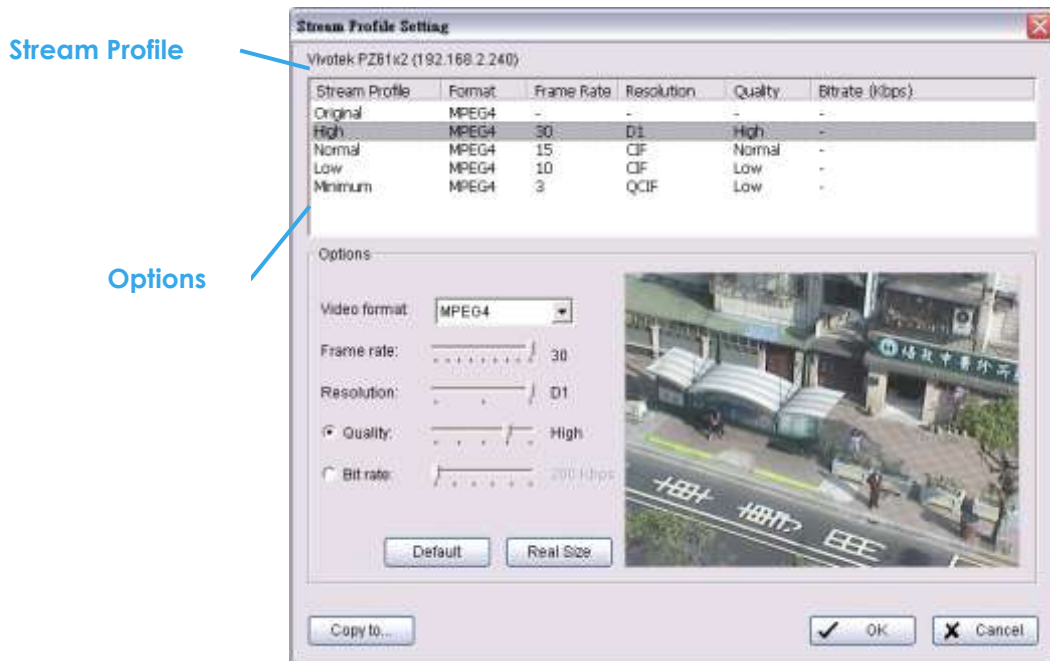 Stream Profile Setting
Stream Profile
Vivotek PZ61x2 (192.168.2.240)
Stream Profile Format Frame Rate Resolution Quality Bitrate (Kbps)
Original MPEG4 - - - -
High MPEG4 30 D1 High -
Normal MPEG4 15 CIF Normal -
Low MPEG4 10 CIF Low -
Minimum MPEG4 3 QCIF Low -
Options
Options
Video format: MPEG4
Frame rate: 30
Resolution: D1
Quality: High
Bit rate: Kbps
Default Real Size
Copy to... OK Cancel